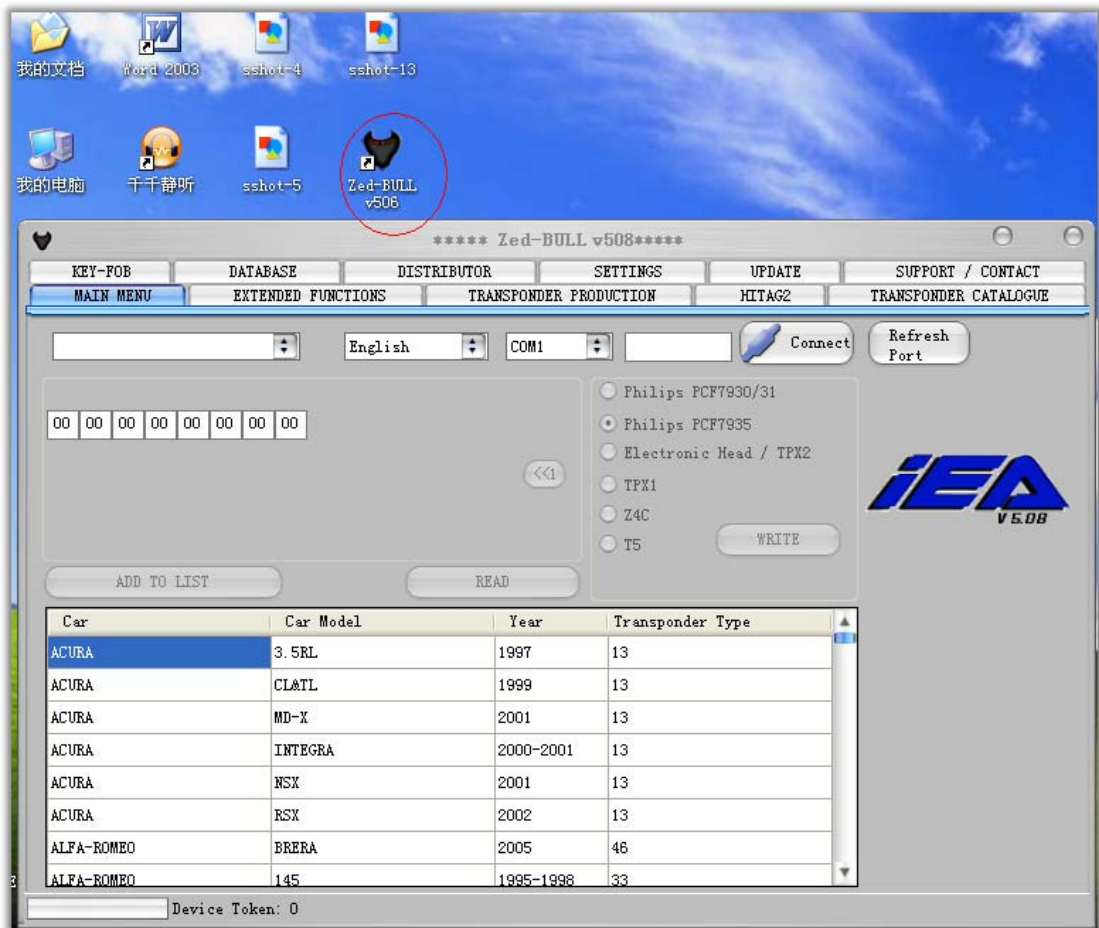 我的文档
Word 2003
sshot-4
sshot-13
我的电脑
千千静听
sshot-5
Zed-BULL
v506
***** Zed-BULL v508*****
KEY-FOB DATABASE DISTRIBUTOR SETTINGS UPDATE SUPPORT / CONTACT
MAIN MENU EXTENDED FUNCTIONS TRANSPONDER PRODUCTION HITAG2 TRANSPONDER CATALOGUE
English COM1 Connect Refresh
Port
Philips PCF7930/31
00 00 00 00 00 00 00 00
Philips PCF7935
Electronic Head / TPX2
<<1
TPX1
Z4C
T5
WRITE
iEA
V 5.08
ADD TO LIST READ
Car Car Model Year Transponder Type
ACURA 3.5RL 1997 13
ACURA CL&TL 1999 13
ACURA MD-X 2001 13
ACURA INTEGRA 2000-2001 13
ACURA NSX 2001 13
ACURA RSX 2002 13
ALFA-ROMEO BRERA 2005 46
ALFA-ROMEO 145 1995-1998 33
Device Token: 0